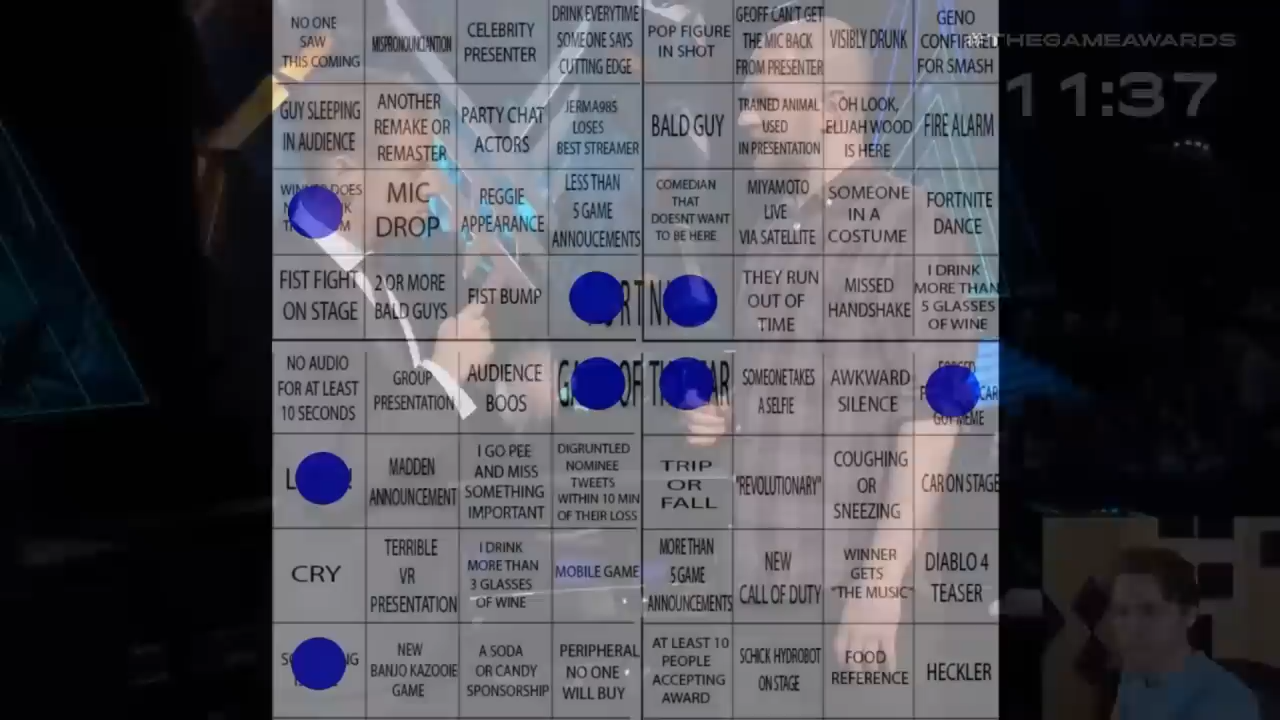 NO ONE
SAW
THIS COMING
MISPRONOUNCIANTION
CELEBRITY
PRESENTER
DRINK EVERYTIME
SOMEONE SAYS
CUTTING EDGE
POP FIGURE
IN SHOT
GEOFF CAN'T GET
THE MIC BACK
FROM PRESENTER
VISIBLY DRUNK
GENO
CONFIRMED
FOR SMASH
THEGAMEAWARDS
11:37
GUY SLEEPING
IN AUDIENCE
ANOTHER
REMAKE OR
REMASTER
PARTY CHAT
ACTORS
JERMA985
LOSES
BEST STREAMER
BALD GUY
TRAINED ANIMAL
USED
IN PRESENTATION
OH LOOK,
ELIJAH WOOD
IS HERE
FIRE ALARM
DOES
MIC
DROP
REGGIE
APPEARANCE
LESS THAN
5 GAME
ANNOUCEMENTS
COMEDIAN
THAT
DOESNT WANT
TO BE HERE
MIYAMOTO
LIVE
VIA SATELLITE
SOMEONE
IN A
COSTUME
FORTNITE
DANCE
FIST FIGHT
ON STAGE
2 OR MORE
BALD GUYS
FIST BUMP
THEY RUN
OUT OF
TIME
MISSED
HANDSHAKE
I DRINK
MORE THAN
5 GLASSES
OF WINE
NO AUDIO
FOR AT LEAST
10 SECONDS
GROUP
PRESENTATION
AUDIENCE
BOOS
SOMEONE TAKES
A SELFIE
AWKWARD
SILENCE
GUY MEME
MADDEN
ANNOUNCEMENT
I GO PEE
AND MISS
SOMETHING
IMPORTANT
DIGRUNTLED
NOMINEE
TWEETS
WITHIN 10 MIN
OF THEIR LOSS
TRIP
OR
FALL
"REVOLUTIONARY"
COUGHING
OR
SNEEZING
CAR ON STAGE
CRY
TERRIBLE
VR
PRESENTATION
I DRINK
MORE THAN
3 GLASSES
OF WINE
MOBILE GAME
MORE THAN
5 GAME
ANNOUNCEMENTS
NEW
CALL OF DUTY
WINNER
GETS
"THE MUSIC"
DIABLO 4
TEASER
NEW
BANJO KAZOOIE
GAME
A SODA
OR CANDY
SPONSORSHIP
PERIPHERAL
NO ONE
WILL BUY
AT LEAST 10
PEOPLE
ACCEPTING
AWARD
SCHICK HYDROBOT
ON STAGE
FOOD
REFERENCE
HECKLER